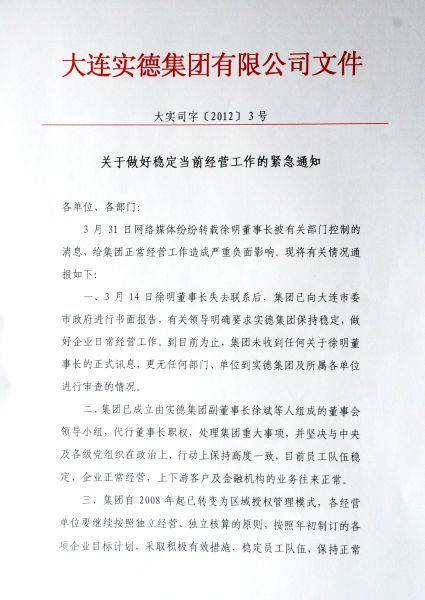 大连实德集团有限公司文件
大实司字〔2012〕3号
关于做好稳定当前经营工作的紧急通知
各单位、各部门：
3月31日网络媒体纷纷转载徐明董事长被有关部门控制的
消息，给集团正常经营工作造成严重负面影响。现将有关情况通
报如下：
一、3月14日徐明董事长失去联系后，集团已向大连市委
市政府进行书面报告，有关领导明确要求实德集团保持稳定，做
好企业日常经营工作。到目前为止，集团未收到任何关于徐明董
事长的正式讯息，更无任何部门、单位到实德集团及所属各单位
进行审查的情况。
二、集团已成立由实德集团副董事长徐斌等人组成的董事会
领导小组，代行董事长职权，处理集团重大事项，并坚决与中央
及各级党组织在政治上、行动上保持高度一致，目前员工队伍稳
定，企业正常经营，上下游客户及金融机构的业务往来正常。
三、集团自2008年起已转变为区域授权管理模式，各经营
单位要继续按照独立经营、独立核算的原则，按照年初制订的各
项企业目标计划，采取积极有效措施，稳定员工队伍，保持正常